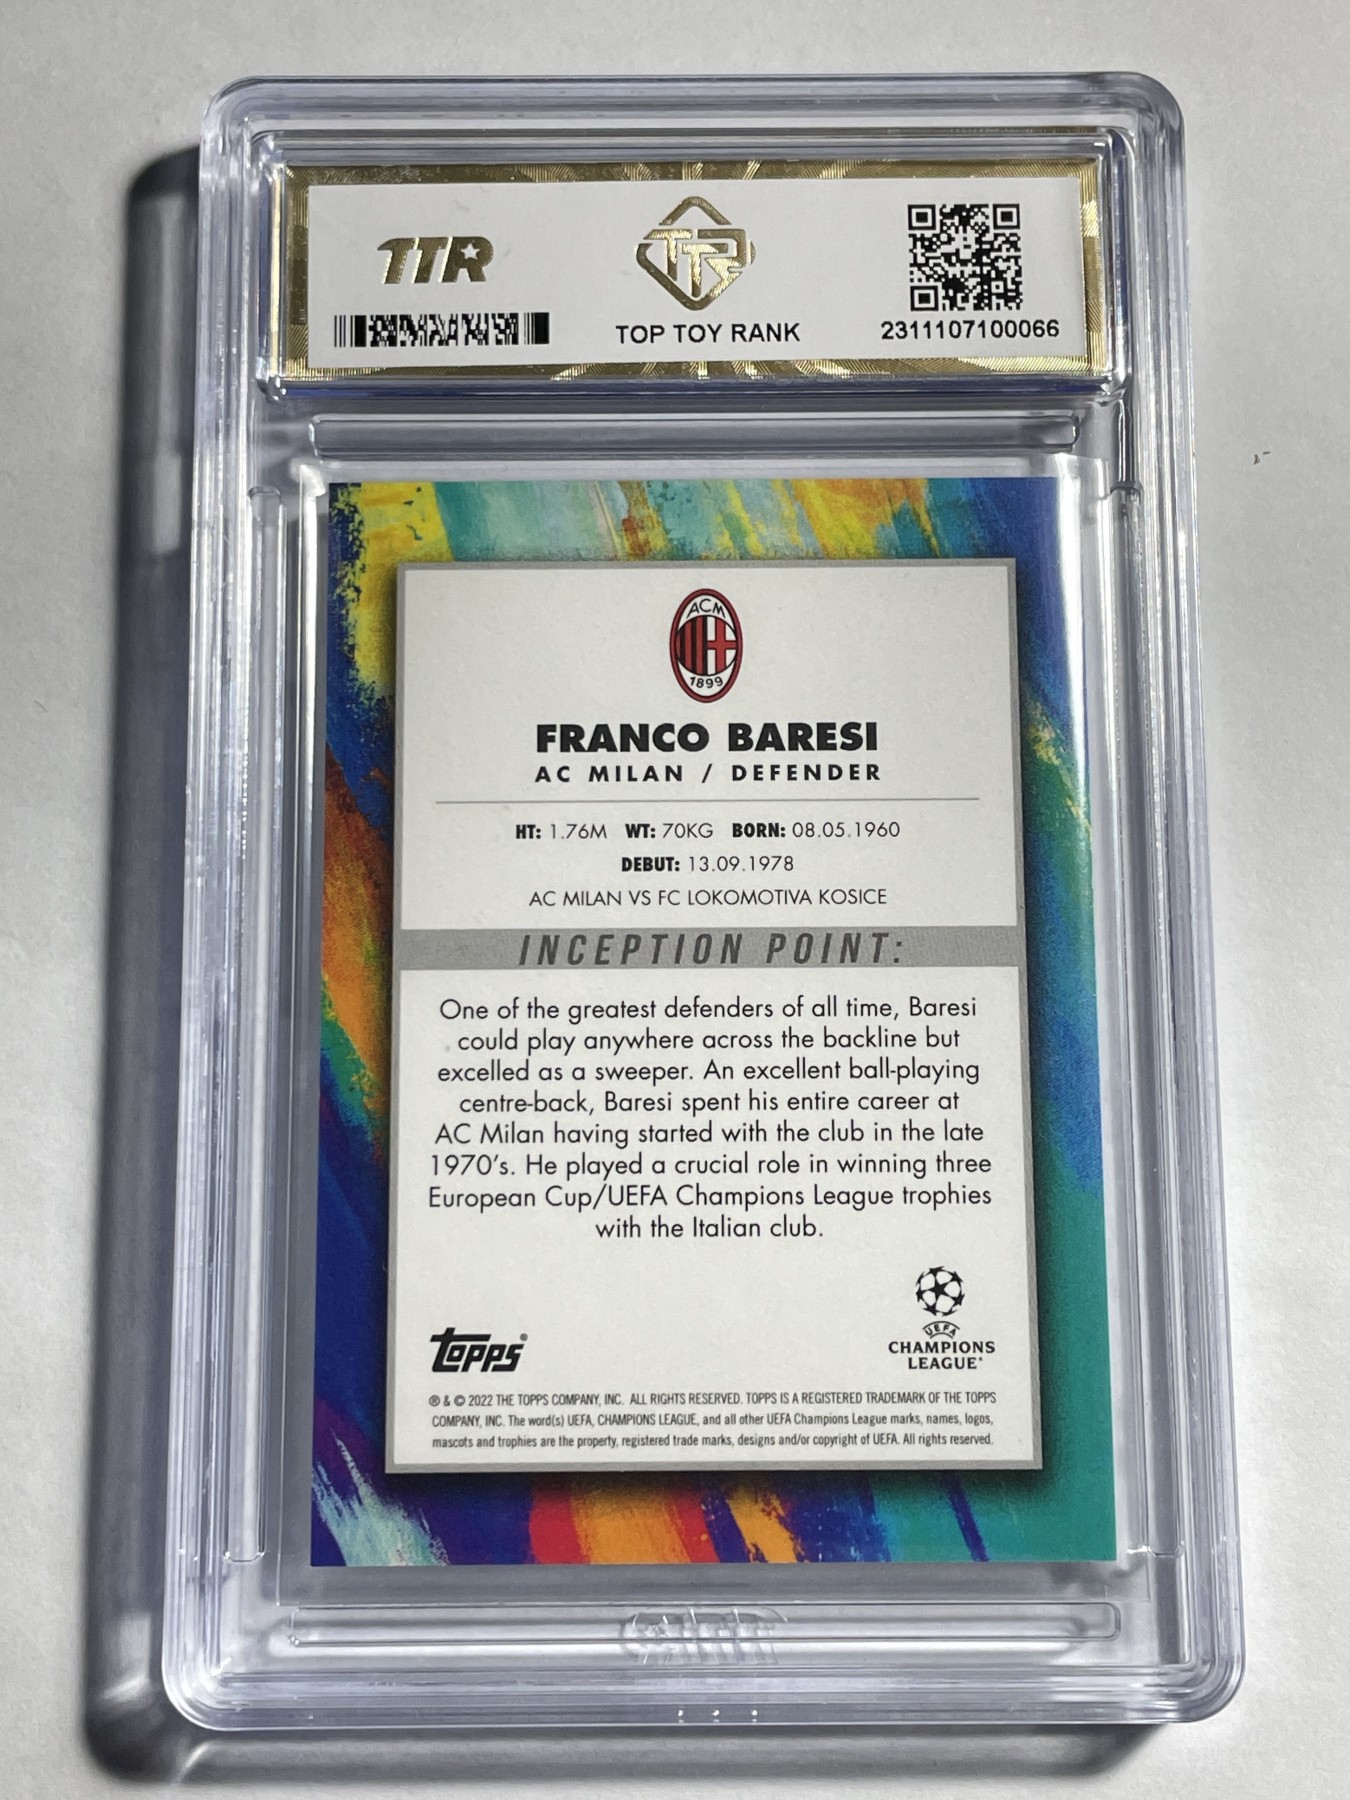 TTR
TTR
TOP TOY RANK
2311107100066
ACM
1899
FRANCO BARESI
AC MILAN / DEFENDER
HT: 1.76M WT: 70KG BORN: 08.05.1960
DEBUT: 13.09.1978
AC MILAN VS FC LOKOMOTIVA KOSICE
INCEPTION POINT:
One of the greatest defenders of all time, Baresi
could play anywhere across the backline but
excelled as a sweeper. An excellent ball-playing
centre-back, Baresi spent his entire career at
AC Milan having started with the club in the late
1970's. He played a crucial role in winning three
European Cup/UEFA Champions League trophies
with the Italian club.
topps®
UEFA
CHAMPIONS
LEAGUE®
® & © 2022 THE TOPPS COMPANY, INC. ALL RIGHTS RESERVED. TOPPS IS A REGISTERED TRADEMARK OF THE TOPPS
COMPANY, INC. The word(s) UEFA, CHAMPIONS LEAGUE, and all other UEFA Champions League marks, names, logos,
mascots and trophies are the property, registered trade marks, designs and/or copyright of UEFA. All rights reserved.